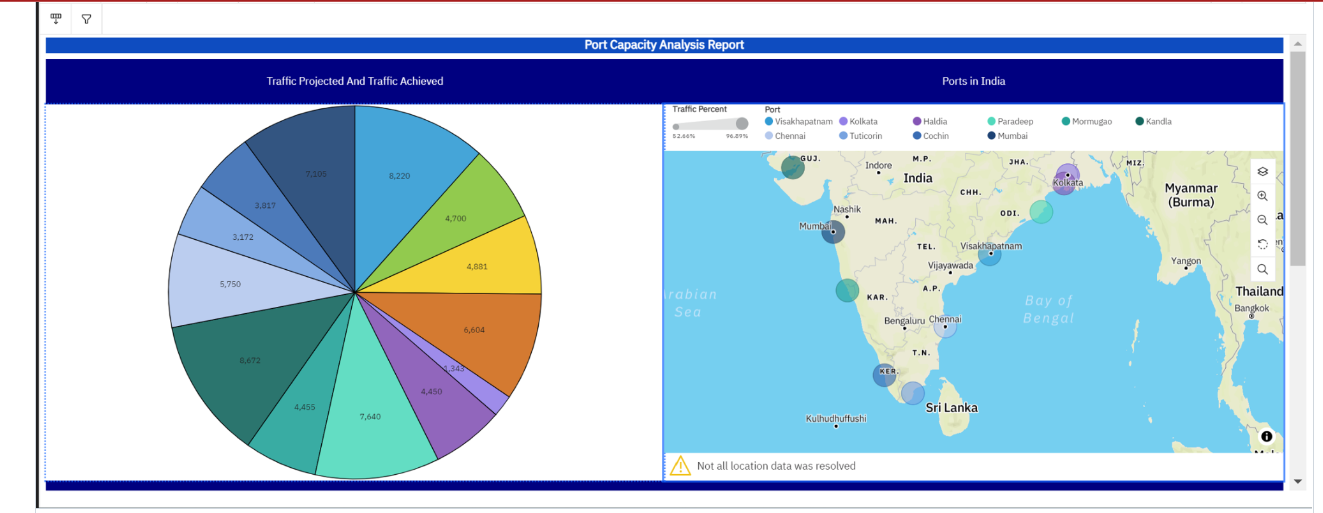 Port Capacity Analysis Report
Traffic Projected And Traffic Achieved
Ports in India
7,105
8,220
3,817
4,700
3,172
4,881
5,750
6,604
8,672
1,343
4,450
4,455
7,640
Traffic Percent
52.66%
96.89%
Port
Visakhapatnam
Kolkata
Haldia
Paradeep
Mormugao
Kandla
Chennai
Tuticorin
Cochin
Mumbai
GUJ.
Indore
M.P.
India
JHA.
MIZ.
Kolkata
CHH.
Myanmar
(Burma)
Nashik
MAH.
ODI.
Mumbai
TEL.
Visakhapatnam
Vijayawada
Yangon
Arabian
Sea
KAR.
A.P.
Bay of
Bengal
Thailand
Bangkok
Bengaluru
Chennai
T.N.
KER.
Sri Lanka
Kulhudhuffushi
Not all location data was resolved